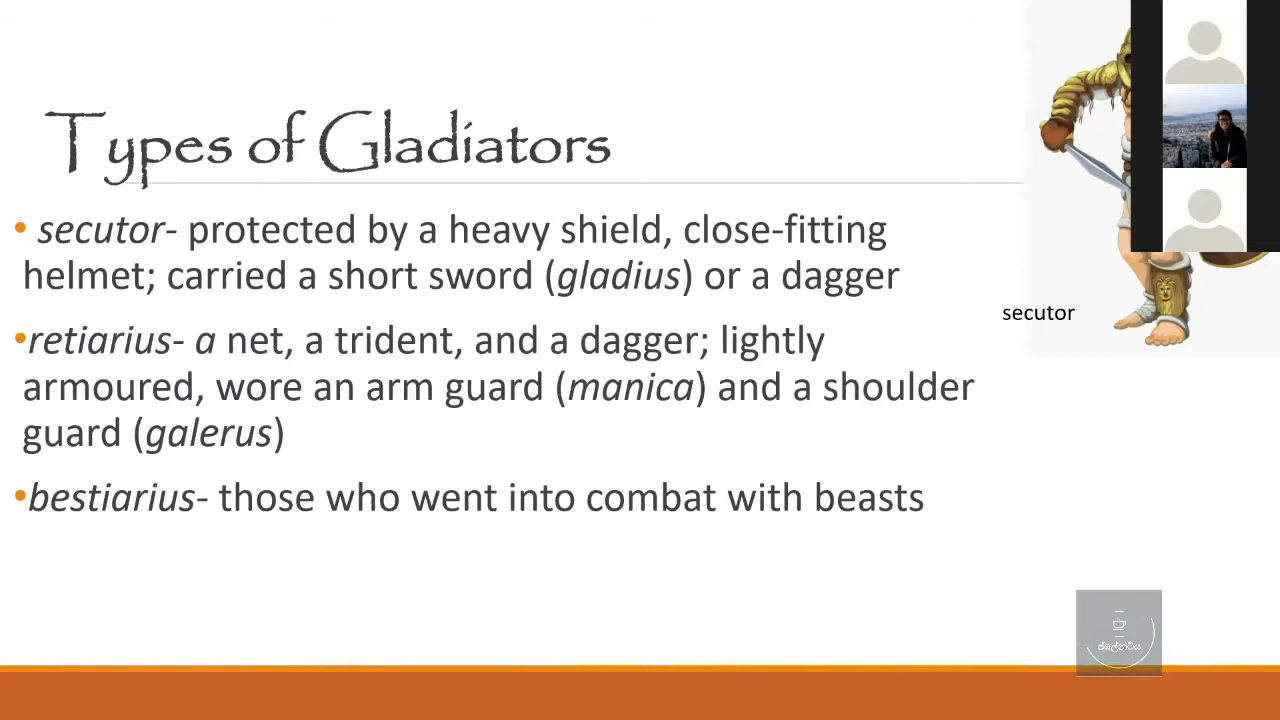 Types of Gladiators
• secutor- protected by a heavy shield, close-fitting
helmet; carried a short sword (gladius) or a dagger
secutor
•retiarius- a net, a trident, and a dagger; lightly
armoured, wore an arm guard (manica) and a shoulder
guard (galerus)
•bestiarius- those who went into combat with beasts